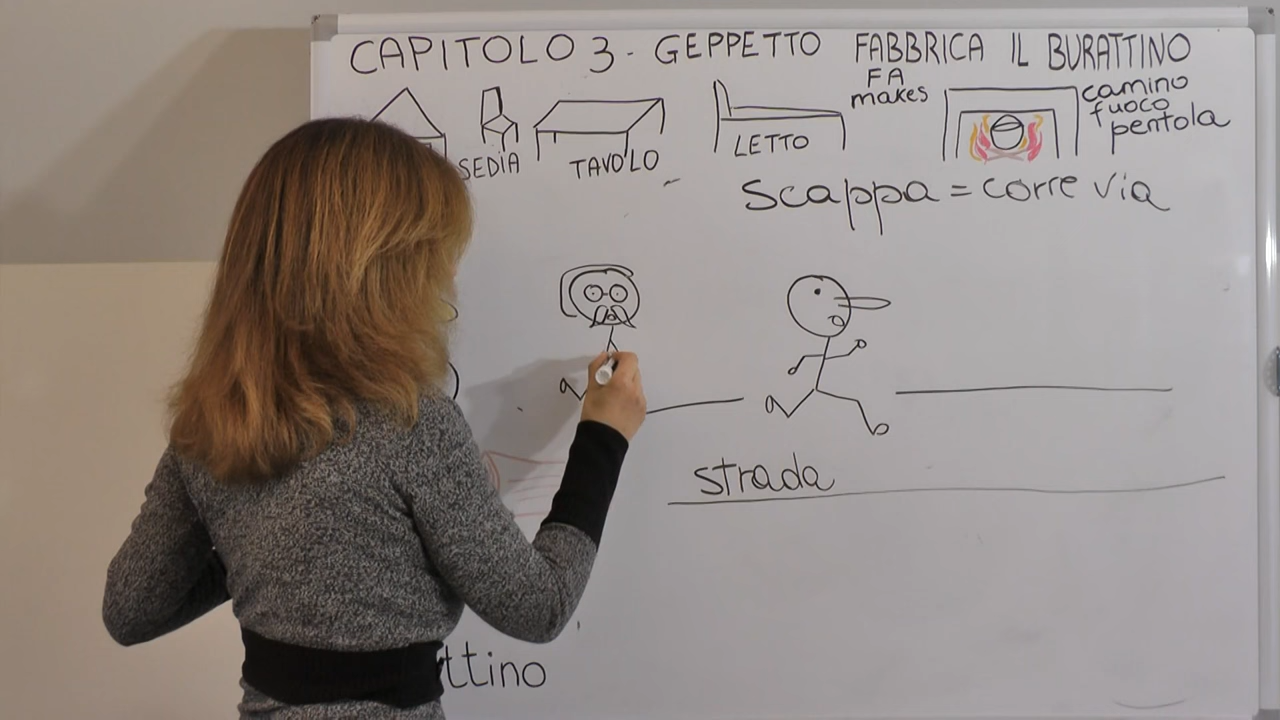 CAPITOLO 3 - GEPPETTO FABBRICA IL BURATTINO
FA
makes
camino
fuoco
pentola
SEDIA
TAVOLO
LETTO
scappa = corre via
strada
ttino